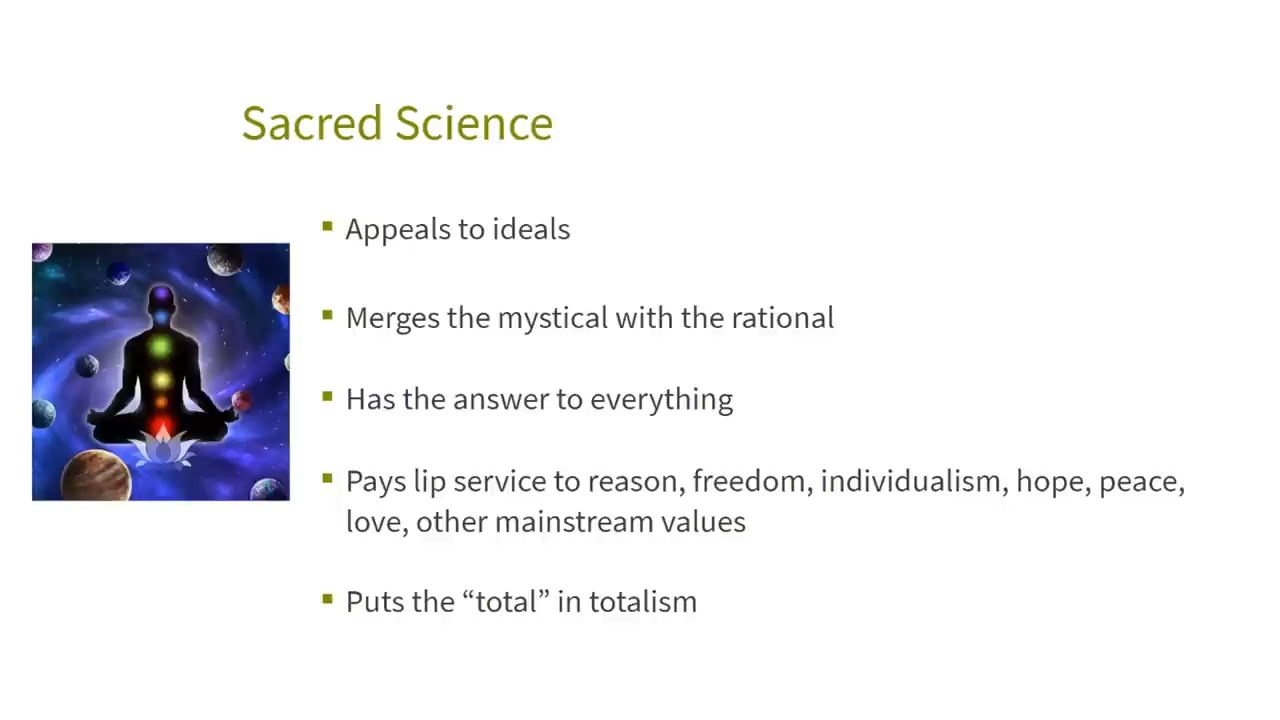 Sacred Science
▪ Appeals to ideals
▪ Merges the mystical with the rational
▪ Has the answer to everything
▪ Pays lip service to reason, freedom, individualism, hope, peace,
love, other mainstream values
▪ Puts the “total” in totalism